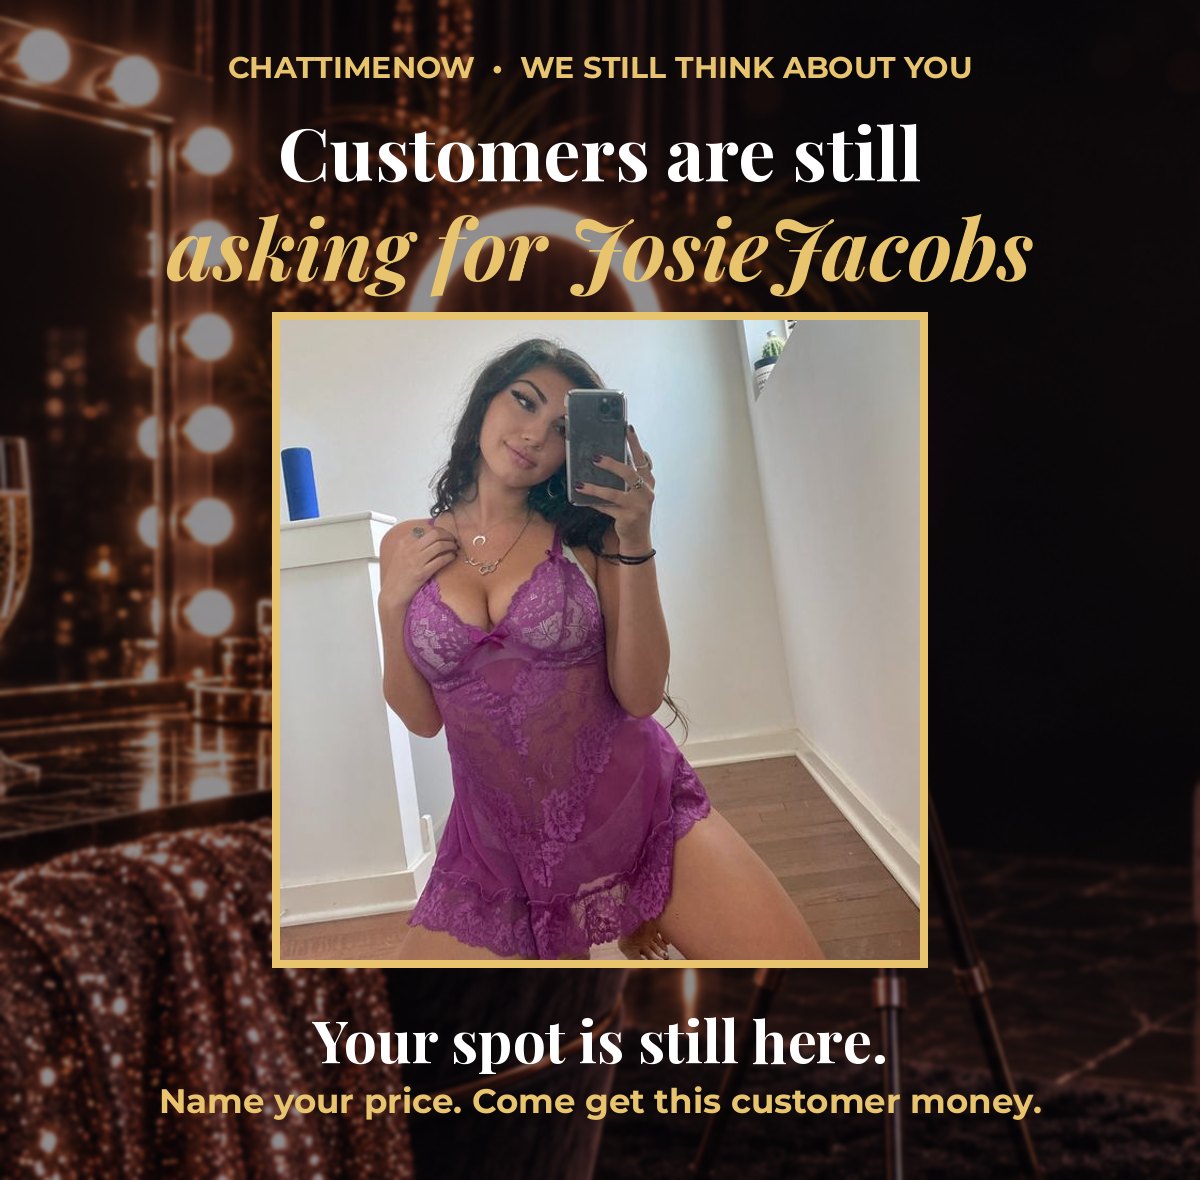 CHATTIMENOW • WE STILL THINK ABOUT YOU
Customers are still
asking for JosieJacobs
Your spot is still here.
Name your price. Come get this customer money.